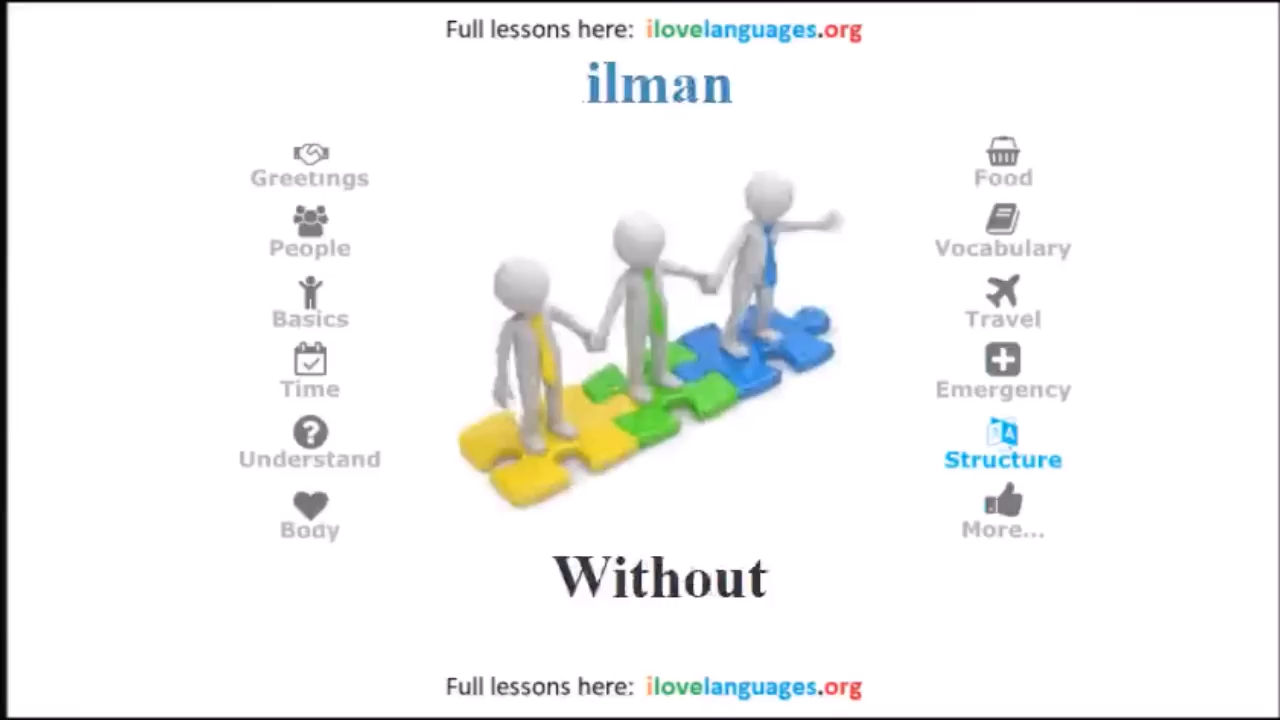 Full lessons here: ilovelanguages.org
ilman
Greetings
People
Basics
Time
Understand
Body
Food
Vocabulary
Travel
Emergency
Structure
More...
Without
Full lessons here: ilovelanguages.org